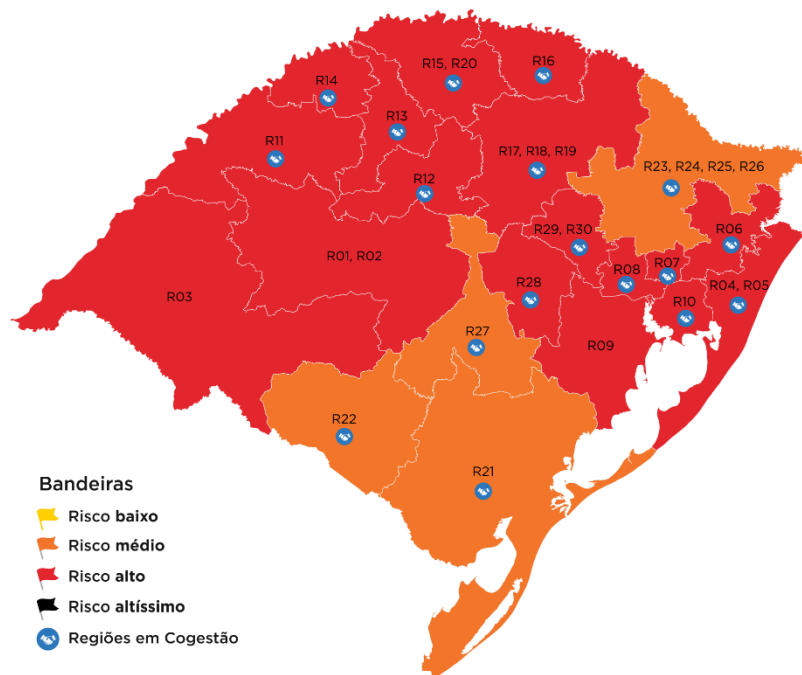 R16
R15, R20
R14
R13
R11
R17, R18, R19
R23, R24, R25, R26
R12
R29, R30
R06
R01, R02
R08
R07
R28
R04, R05
R03
R10
R27
R09
R22
R21
Bandeiras
Risco baixo
Risco médio
Risco alto
Risco altíssimo
Regiões em Cogestão